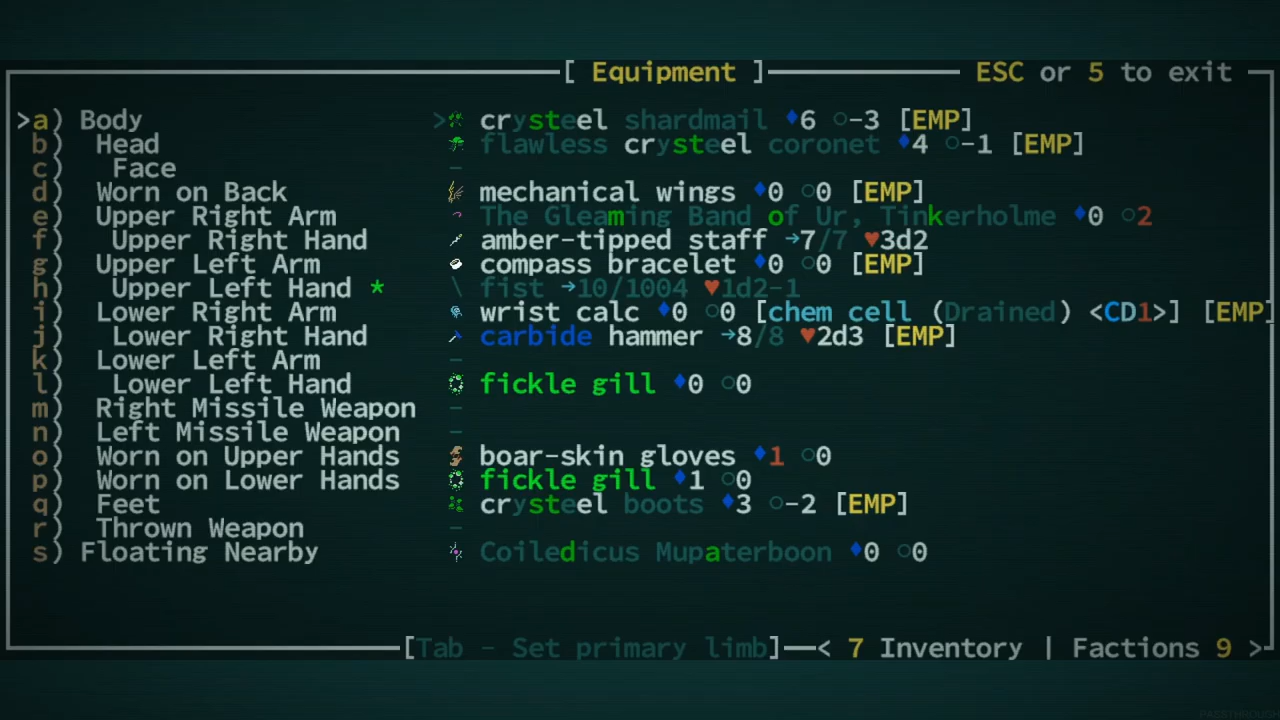 [ Equipment ] ESC or 5 to exit
>a) Body > crysteel shardmail ♦6 ○-3 [EMP]
b) Head flawless crysteel coronet ♦4 ○-1 [EMP]
c) Face -
d) Worn on Back mechanical wings ♦0 ○0 [EMP]
e) Upper Right Arm The Gleaming Band of Ur, Tinkerholme ♦0 ○2
f) Upper Right Hand amber-tipped staff →7/7 ♥3d2
g) Upper Left Arm compass bracelet ♦0 ○0 [EMP]
h) Upper Left Hand * \ fist →10/1004 ♥1d2-1
i) Lower Right Arm wrist calc ♦0 ○0 [chem cell (Drained) <CD1>] [EMP]
j) Lower Right Hand carbide hammer →8/8 ♥2d3 [EMP]
k) Lower Left Arm -
l) Lower Left Hand fickle gill ♦0 ○0
m) Right Missile Weapon -
n) Left Missile Weapon -
o) Worn on Upper Hands boar-skin gloves ♦1 ○0
p) Worn on Lower Hands fickle gill ♦1 ○0
q) Feet crysteel boots ♦3 ○-2 [EMP]
r) Thrown Weapon -
s) Floating Nearby Coiledicus Mupaterboon ♦0 ○0
[Tab - Set primary limb] < 7 Inventory | Factions 9 >